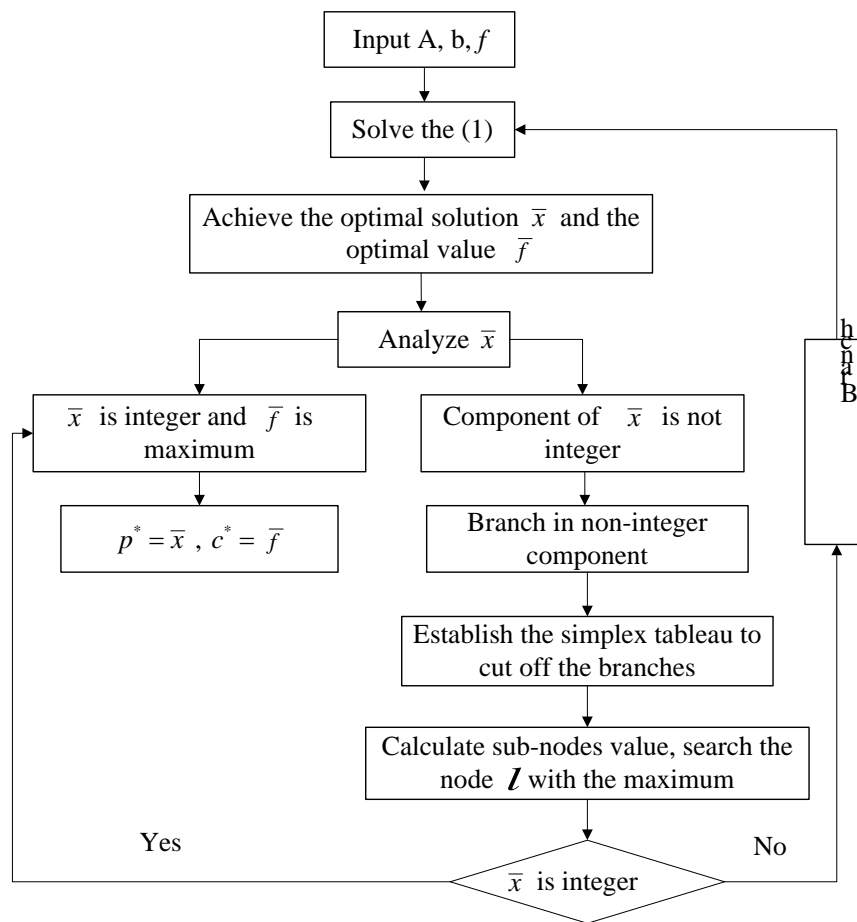 Input A, b, f
Solve the (1)
Achieve the optimal solution x̅ and the
optimal value f̅
Analyze x̅
x̅ is integer and f̅ is
maximum
Component of x̅ is not
integer
p* = x̅ , c* = f̅
Branch in non-integer
component
Branch
Establish the simplex tableau to
cut off the branches
Calculate sub-nodes value, search the
node l with the maximum
Yes
No
x̅ is integer